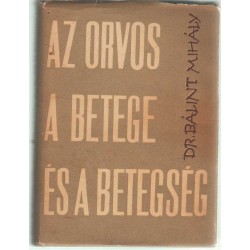 AZ ORVOS
A BETEGE
ÉS A BETEGSÉG
DR. BÁLINT MIHÁLY